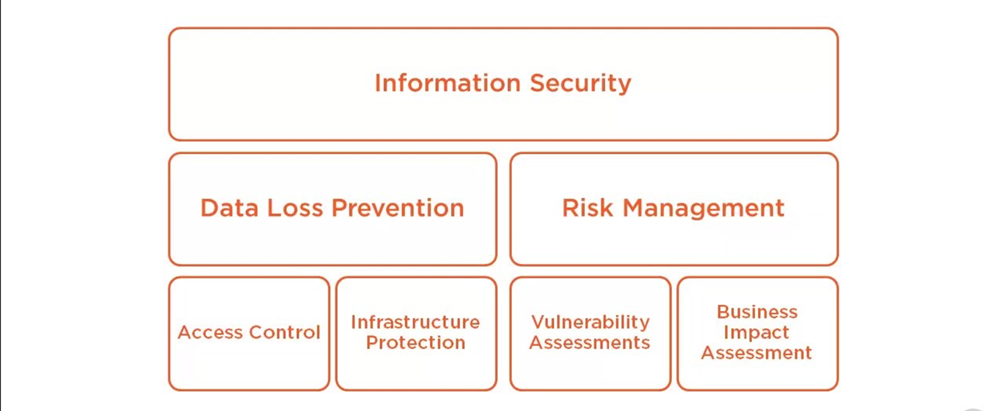 Information Security
Data Loss Prevention
Risk Management
Access Control
Infrastructure
Protection
Vulnerability
Assessments
Business
Impact
Assessment